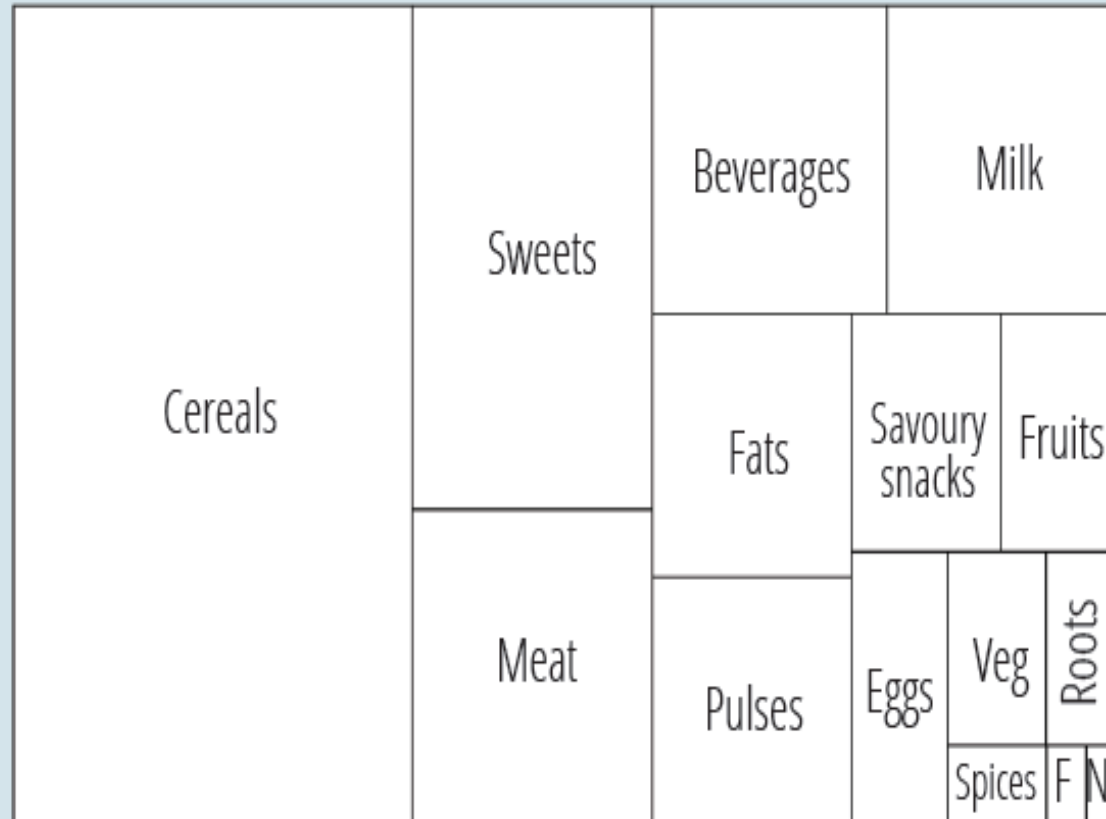 Cereals
Sweets
Meat
Beverages
Milk
Fats
Savoury
snacks
Fruits
Pulses
Eggs
Veg
Roots
Spices
F
N